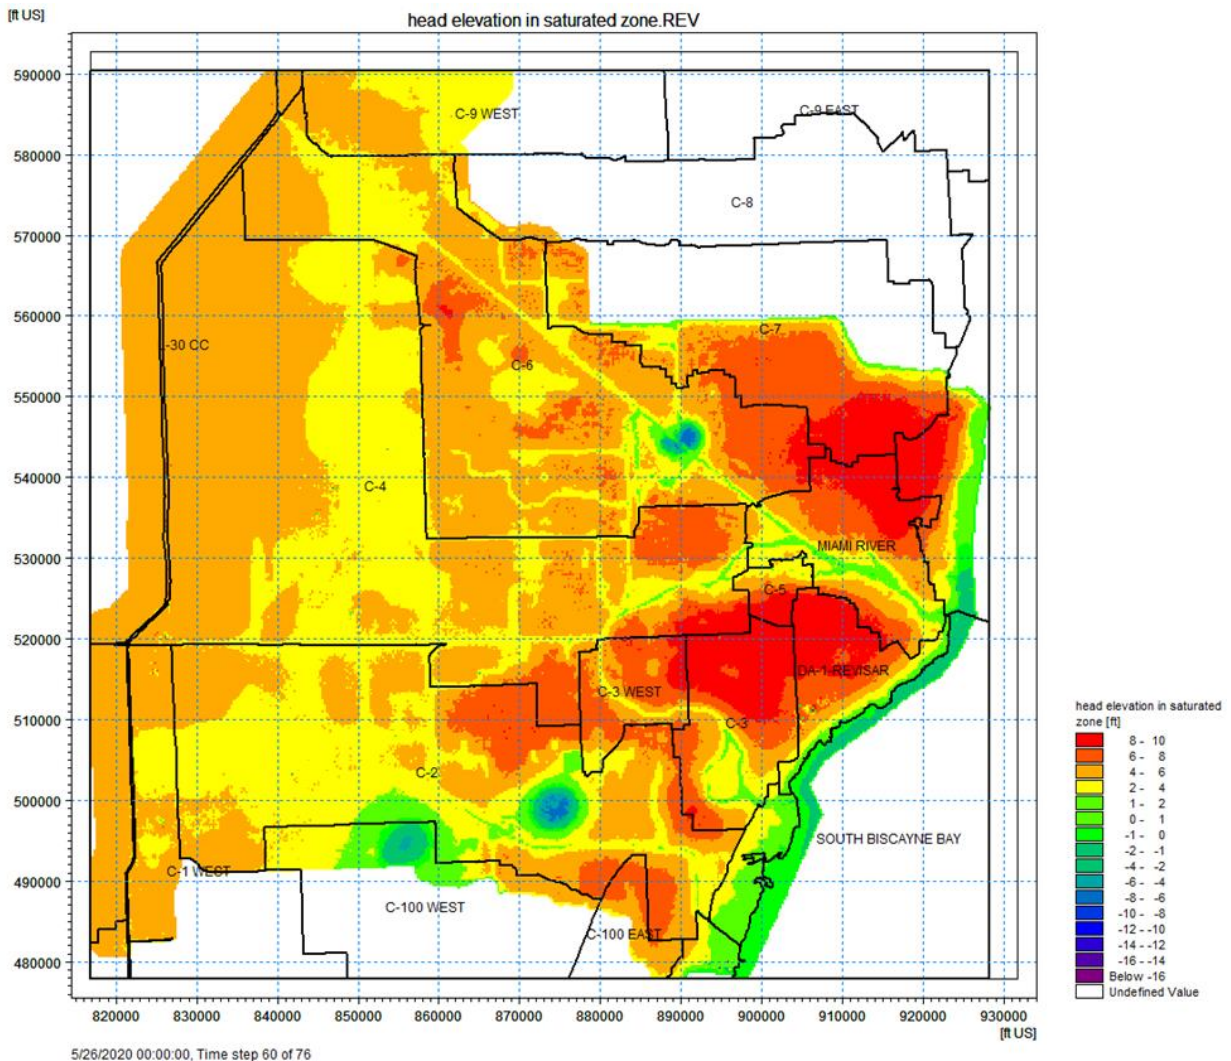 [ft US]
head elevation in saturated zone.REV
590000
580000
570000
560000
550000
540000
530000
520000
510000
500000
490000
480000
C-9 WEST
C-9 EAST
C-8
-30 CC
C-7
C-6
C-4
MIAMI RIVER
C-5
DA-1-REVISAR
C-3 WEST
C-3
C-2
SOUTH BISCAYNE BAY
C-1 WEST
C-100 WEST
C-100 EAST
820000 830000 840000 850000 860000 870000 880000 890000 900000 910000 920000 930000
[ft US]
head elevation in saturated
zone [ft]
8 - 10
6 - 8
4 - 6
2 - 4
1 - 2
0 - 1
-1 - 0
-2 - -1
-4 - -2
-6 - -4
-8 - -6
-10 - -8
-12 - -10
-14 - -12
-16 - -14
Below -16
Undefined Value
5/26/2020 00:00:00, Time step 60 of 76